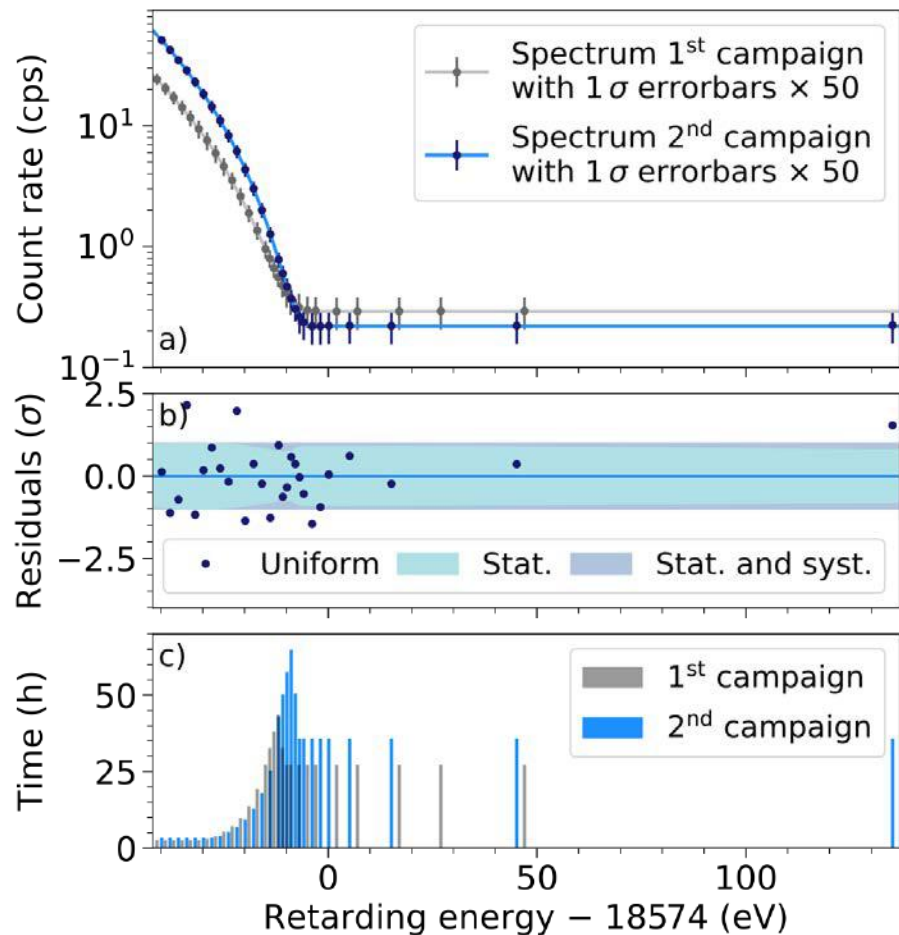 Count rate (cps)
10¹
10⁰
10⁻¹
a)
Spectrum 1ˢᵗ campaign
with 1 σ errorbars × 50
Spectrum 2ⁿᵈ campaign
with 1 σ errorbars × 50
Residuals (σ)
2.5
0.0
−2.5
b)
Uniform
Stat.
Stat. and syst.
Time (h)
50
25
0
c)
1ˢᵗ campaign
2ⁿᵈ campaign
0
50
100
Retarding energy − 18574 (eV)